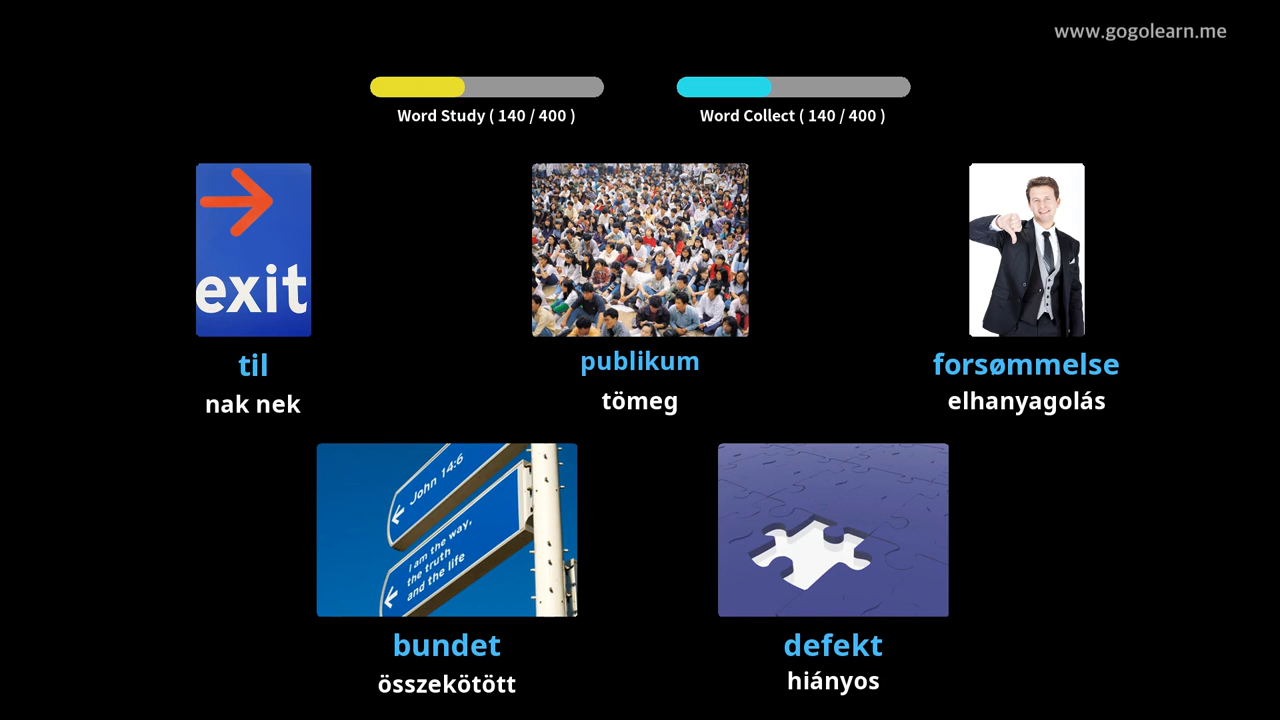 www.gogolearn.me
Word Study ( 140 / 400 )
Word Collect ( 140 / 400 )
exit
til
nak nek
publikum
tömeg
forsømmelse
elhanyagolás
John 14:6
I am the way,
the truth
and the life
bundet
összekötött
defekt
hiányos